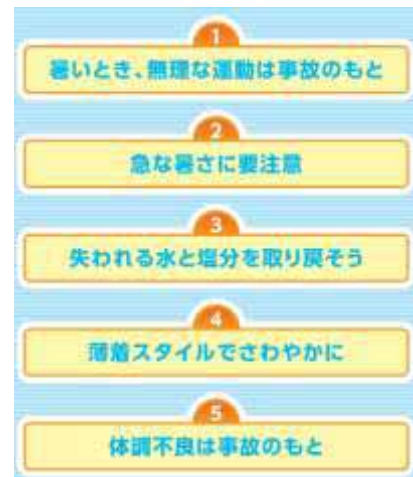 1
暑いとき、無理な運動は事故のもと
2
急な暑さに要注意
3
失われる水と塩分を取り戻そう
4
薄着スタイルでさわやかに
5
体調不良は事故のもと